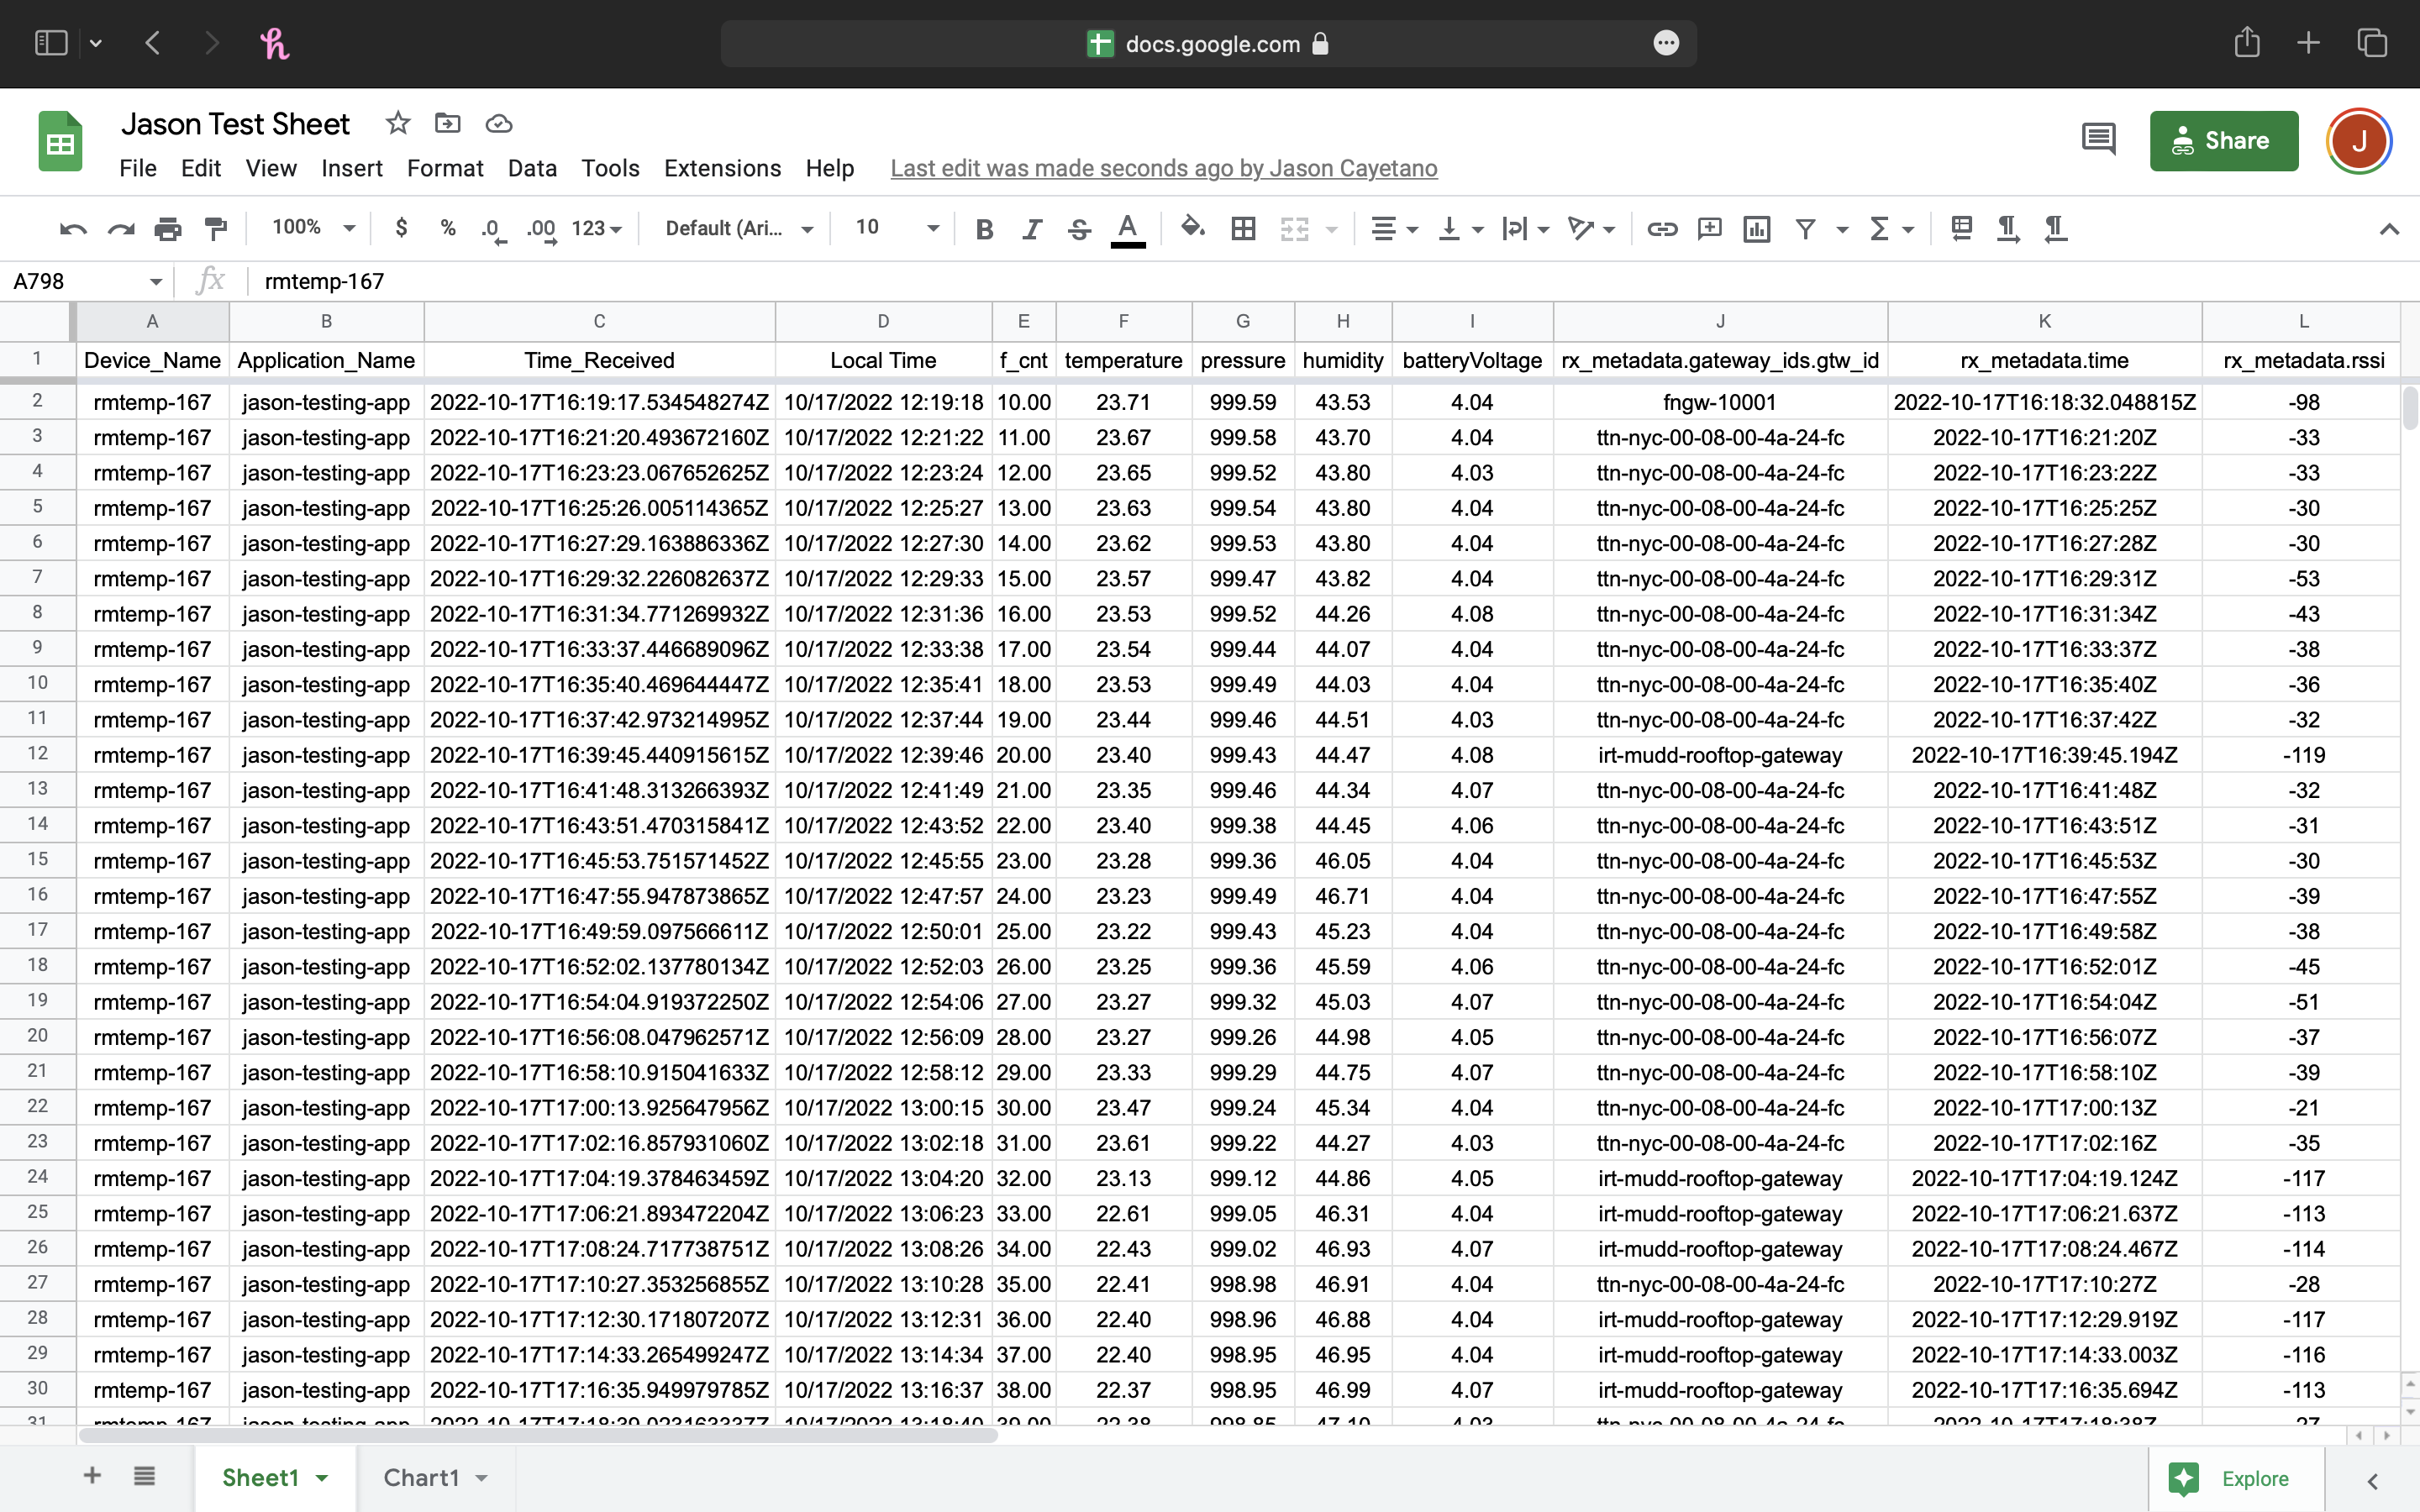 docs.google.com
Jason Test Sheet
File Edit View Insert Format Data Tools Extensions Help Last edit was made seconds ago by Jason Cayetano
Share
J
100% $ % .0 .00 123 Default (Ari... 10 B I S A
A798 fx rmtemp-167
A B C D E F G H I J K L
1 Device_Name Application_Name Time_Received Local Time f_cnt temperature pressure humidity batteryVoltage rx_metadata.gateway_ids.gtw_id rx_metadata.time rx_metadata.rssi
2 rmtemp-167 jason-testing-app 2022-10-17T16:19:17.534548274Z 10/17/2022 12:19:18 10.00 23.71 999.59 43.53 4.04 fngw-10001 2022-10-17T16:18:32.048815Z -98
3 rmtemp-167 jason-testing-app 2022-10-17T16:21:20.493672160Z 10/17/2022 12:21:22 11.00 23.67 999.58 43.70 4.04 ttn-nyc-00-08-00-4a-24-fc 2022-10-17T16:21:20Z -33
4 rmtemp-167 jason-testing-app 2022-10-17T16:23:23.067652625Z 10/17/2022 12:23:24 12.00 23.65 999.52 43.80 4.03 ttn-nyc-00-08-00-4a-24-fc 2022-10-17T16:23:22Z -33
5 rmtemp-167 jason-testing-app 2022-10-17T16:25:26.005114365Z 10/17/2022 12:25:27 13.00 23.63 999.54 43.80 4.04 ttn-nyc-00-08-00-4a-24-fc 2022-10-17T16:25:25Z -30
6 rmtemp-167 jason-testing-app 2022-10-17T16:27:29.163886336Z 10/17/2022 12:27:30 14.00 23.62 999.53 43.80 4.04 ttn-nyc-00-08-00-4a-24-fc 2022-10-17T16:27:28Z -30
7 rmtemp-167 jason-testing-app 2022-10-17T16:29:32.226082637Z 10/17/2022 12:29:33 15.00 23.57 999.47 43.82 4.04 ttn-nyc-00-08-00-4a-24-fc 2022-10-17T16:29:31Z -53
8 rmtemp-167 jason-testing-app 2022-10-17T16:31:34.771269932Z 10/17/2022 12:31:36 16.00 23.53 999.52 44.26 4.08 ttn-nyc-00-08-00-4a-24-fc 2022-10-17T16:31:34Z -43
9 rmtemp-167 jason-testing-app 2022-10-17T16:33:37.446689096Z 10/17/2022 12:33:38 17.00 23.54 999.44 44.07 4.04 ttn-nyc-00-08-00-4a-24-fc 2022-10-17T16:33:37Z -38
10 rmtemp-167 jason-testing-app 2022-10-17T16:35:40.469644447Z 10/17/2022 12:35:41 18.00 23.53 999.49 44.03 4.04 ttn-nyc-00-08-00-4a-24-fc 2022-10-17T16:35:40Z -36
11 rmtemp-167 jason-testing-app 2022-10-17T16:37:42.973214995Z 10/17/2022 12:37:44 19.00 23.44 999.46 44.51 4.03 ttn-nyc-00-08-00-4a-24-fc 2022-10-17T16:37:42Z -32
12 rmtemp-167 jason-testing-app 2022-10-17T16:39:45.440915615Z 10/17/2022 12:39:46 20.00 23.40 999.43 44.47 4.08 irt-mudd-rooftop-gateway 2022-10-17T16:39:45.194Z -119
13 rmtemp-167 jason-testing-app 2022-10-17T16:41:48.313266393Z 10/17/2022 12:41:49 21.00 23.35 999.46 44.34 4.07 ttn-nyc-00-08-00-4a-24-fc 2022-10-17T16:41:48Z -32
14 rmtemp-167 jason-testing-app 2022-10-17T16:43:51.470315841Z 10/17/2022 12:43:52 22.00 23.40 999.38 44.45 4.06 ttn-nyc-00-08-00-4a-24-fc 2022-10-17T16:43:51Z -31
15 rmtemp-167 jason-testing-app 2022-10-17T16:45:53.751571452Z 10/17/2022 12:45:55 23.00 23.28 999.36 46.05 4.04 ttn-nyc-00-08-00-4a-24-fc 2022-10-17T16:45:53Z -30
16 rmtemp-167 jason-testing-app 2022-10-17T16:47:55.947873865Z 10/17/2022 12:47:57 24.00 23.23 999.49 46.71 4.04 ttn-nyc-00-08-00-4a-24-fc 2022-10-17T16:47:55Z -39
17 rmtemp-167 jason-testing-app 2022-10-17T16:49:59.097566611Z 10/17/2022 12:50:01 25.00 23.22 999.43 45.23 4.04 ttn-nyc-00-08-00-4a-24-fc 2022-10-17T16:49:58Z -38
18 rmtemp-167 jason-testing-app 2022-10-17T16:52:02.137780134Z 10/17/2022 12:52:03 26.00 23.25 999.36 45.59 4.06 ttn-nyc-00-08-00-4a-24-fc 2022-10-17T16:52:01Z -45
19 rmtemp-167 jason-testing-app 2022-10-17T16:54:04.919372250Z 10/17/2022 12:54:06 27.00 23.27 999.32 45.03 4.07 ttn-nyc-00-08-00-4a-24-fc 2022-10-17T16:54:04Z -51
20 rmtemp-167 jason-testing-app 2022-10-17T16:56:08.047962571Z 10/17/2022 12:56:09 28.00 23.27 999.26 44.98 4.05 ttn-nyc-00-08-00-4a-24-fc 2022-10-17T16:56:07Z -37
21 rmtemp-167 jason-testing-app 2022-10-17T16:58:10.915041633Z 10/17/2022 12:58:12 29.00 23.33 999.29 44.75 4.07 ttn-nyc-00-08-00-4a-24-fc 2022-10-17T16:58:10Z -39
22 rmtemp-167 jason-testing-app 2022-10-17T17:00:13.925647956Z 10/17/2022 13:00:15 30.00 23.47 999.24 45.34 4.04 ttn-nyc-00-08-00-4a-24-fc 2022-10-17T17:00:13Z -21
23 rmtemp-167 jason-testing-app 2022-10-17T17:02:16.857931060Z 10/17/2022 13:02:18 31.00 23.61 999.22 44.27 4.03 ttn-nyc-00-08-00-4a-24-fc 2022-10-17T17:02:16Z -35
24 rmtemp-167 jason-testing-app 2022-10-17T17:04:19.378463459Z 10/17/2022 13:04:20 32.00 23.13 999.12 44.86 4.05 irt-mudd-rooftop-gateway 2022-10-17T17:04:19.124Z -117
25 rmtemp-167 jason-testing-app 2022-10-17T17:06:21.893472204Z 10/17/2022 13:06:23 33.00 22.61 999.05 46.31 4.04 irt-mudd-rooftop-gateway 2022-10-17T17:06:21.637Z -113
26 rmtemp-167 jason-testing-app 2022-10-17T17:08:24.717738751Z 10/17/2022 13:08:26 34.00 22.43 999.02 46.93 4.07 irt-mudd-rooftop-gateway 2022-10-17T17:08:24.467Z -114
27 rmtemp-167 jason-testing-app 2022-10-17T17:10:27.353256855Z 10/17/2022 13:10:28 35.00 22.41 998.98 46.91 4.04 ttn-nyc-00-08-00-4a-24-fc 2022-10-17T17:10:27Z -28
28 rmtemp-167 jason-testing-app 2022-10-17T17:12:30.171807207Z 10/17/2022 13:12:31 36.00 22.40 998.96 46.88 4.04 irt-mudd-rooftop-gateway 2022-10-17T17:12:29.919Z -117
29 rmtemp-167 jason-testing-app 2022-10-17T17:14:33.265499247Z 10/17/2022 13:14:34 37.00 22.40 998.95 46.95 4.04 irt-mudd-rooftop-gateway 2022-10-17T17:14:33.003Z -116
30 rmtemp-167 jason-testing-app 2022-10-17T17:16:35.949979785Z 10/17/2022 13:16:37 38.00 22.37 998.95 46.99 4.07 irt-mudd-rooftop-gateway 2022-10-17T17:16:35.694Z -113
31 rmtemp-167 jason-testing-app
Sheet1 Chart1 Explore